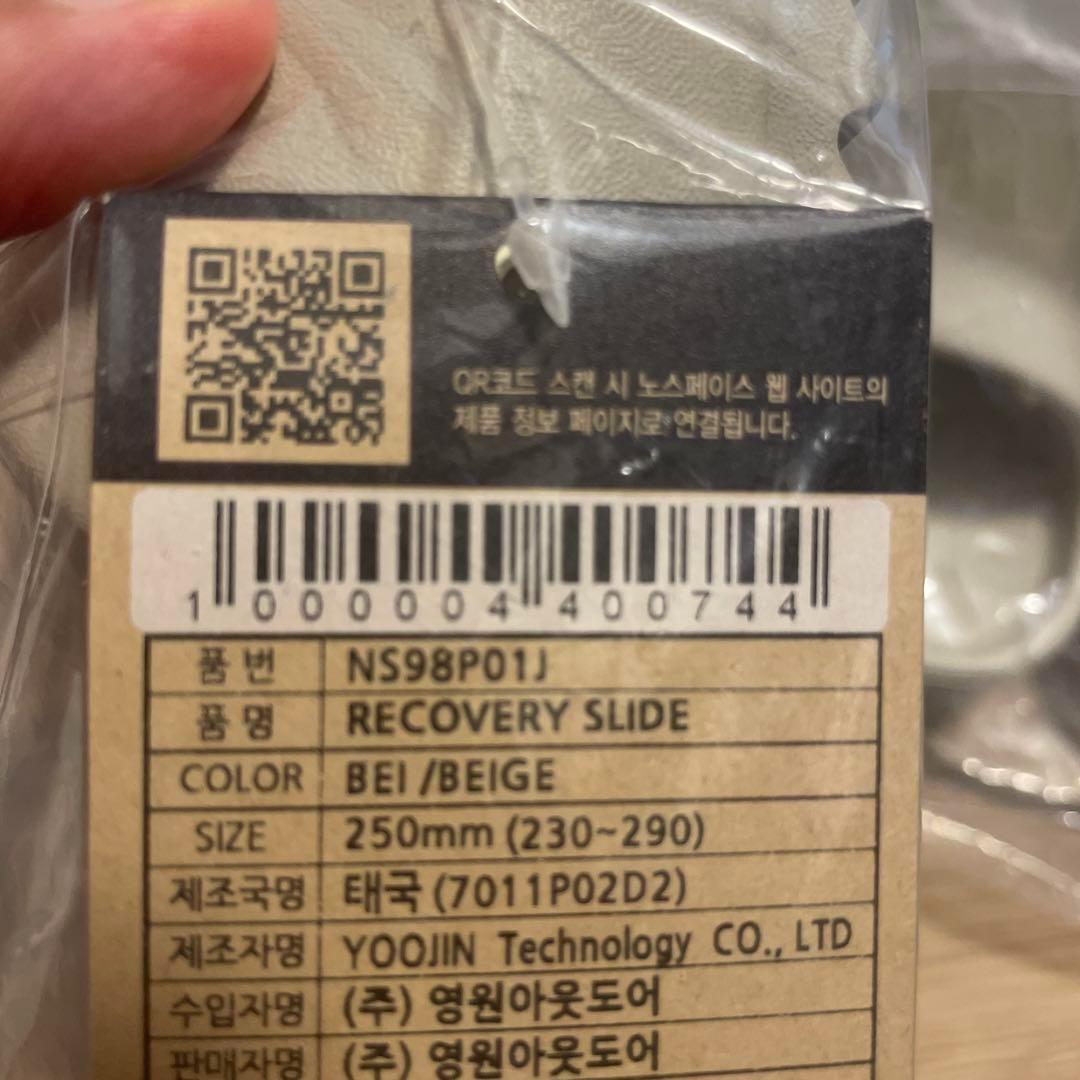 QR코드 스캔 시 노스페이스 웹 사이트의
제품 정보 페이지로 연결됩니다.
1 000004 400744
품 번 NS98P01J
품 명 RECOVERY SLIDE
COLOR BEI /BEIGE
SIZE 250mm (230~290)
제조국명 태국 (7011P02D2)
제조자명 YOOJIN Technology CO., LTD
수입자명 (주) 영원아웃도어
판매자명 (주) 영원아웃도어